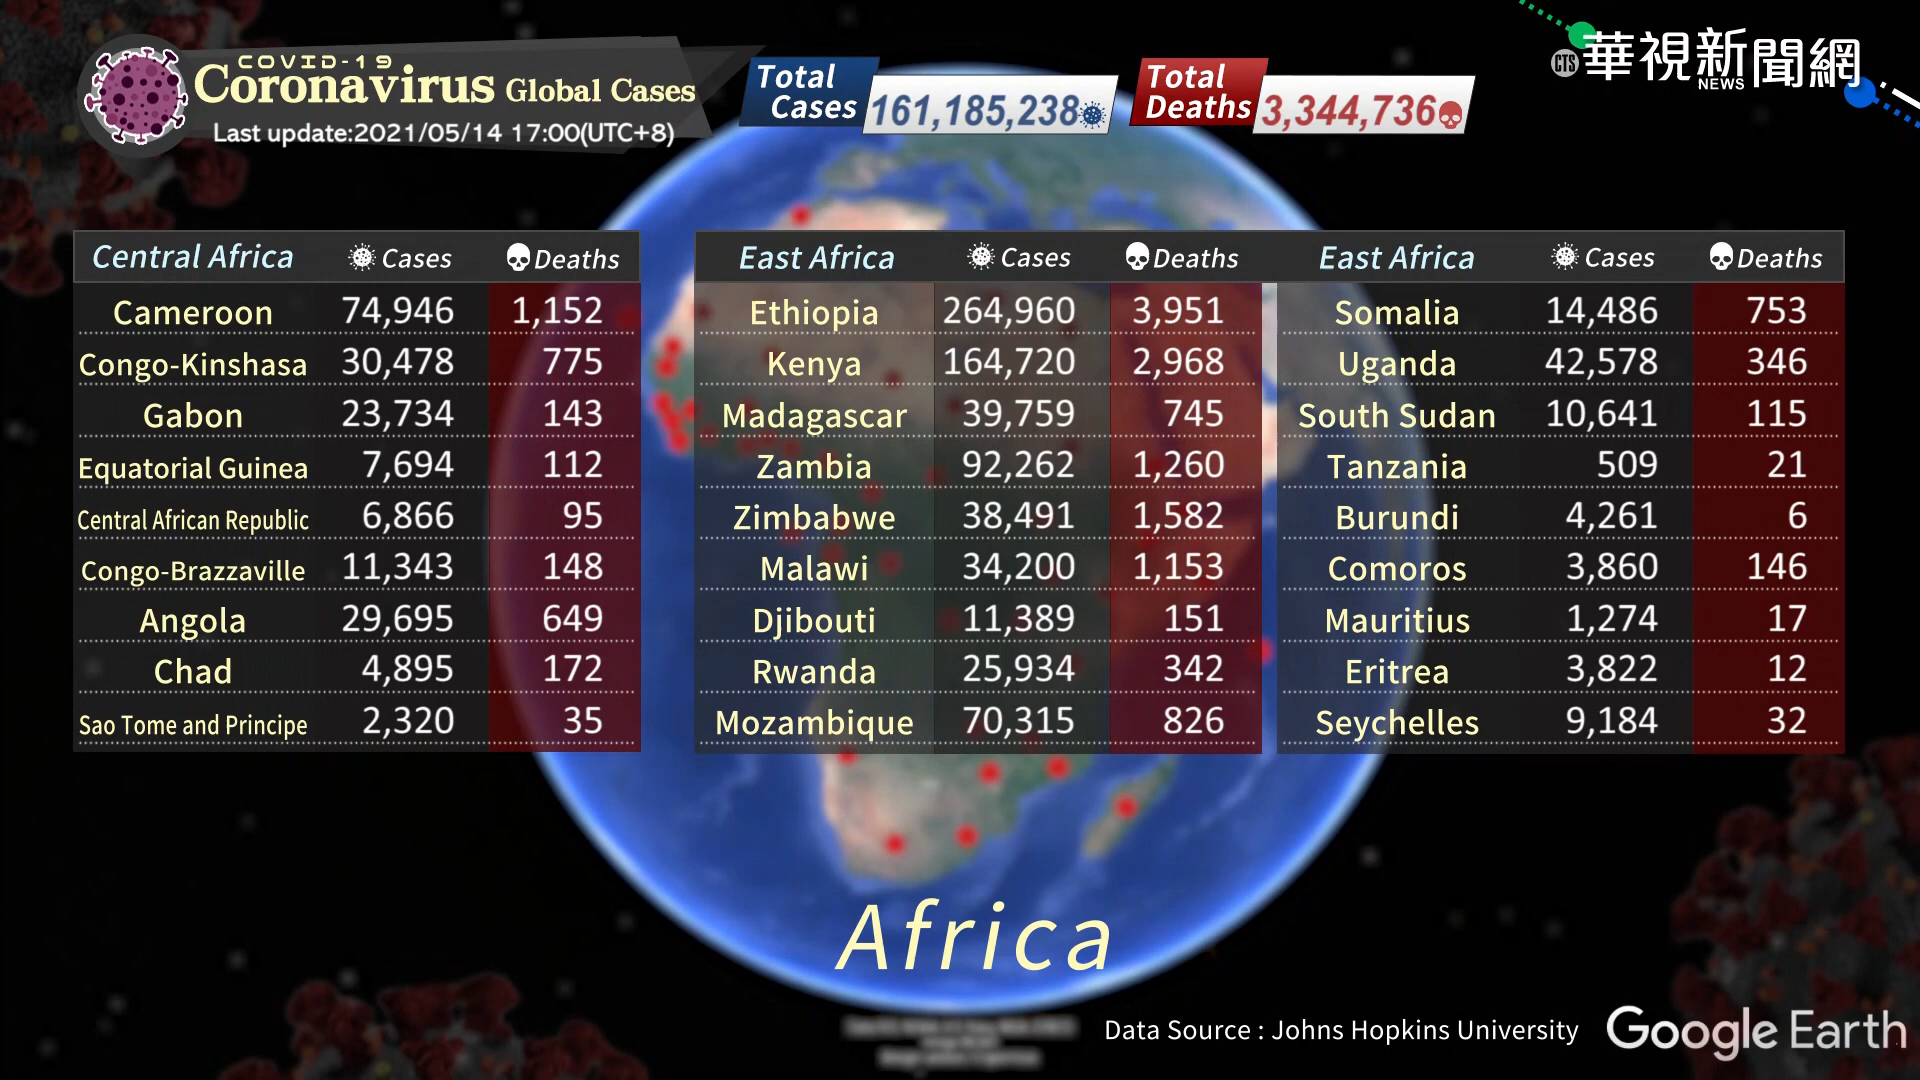 COVID-19
Coronavirus Global Cases
Last update:2021/05/14 17:00(UTC+8)
Total Cases 161,185,238
Total Deaths 3,344,736
CTS 華視新聞網
NEWS
Central Africa Cases Deaths
Cameroon 74,946 1,152
Congo-Kinshasa 30,478 775
Gabon 23,734 143
Equatorial Guinea 7,694 112
Central African Republic 6,866 95
Congo-Brazzaville 11,343 148
Angola 29,695 649
Chad 4,895 172
Sao Tome and Principe 2,320 35
East Africa Cases Deaths
Ethiopia 264,960 3,951
Kenya 164,720 2,968
Madagascar 39,759 745
Zambia 92,262 1,260
Zimbabwe 38,491 1,582
Malawi 34,200 1,153
Djibouti 11,389 151
Rwanda 25,934 342
Mozambique 70,315 826
East Africa Cases Deaths
Somalia 14,486 753
Uganda 42,578 346
South Sudan 10,641 115
Tanzania 509 21
Burundi 4,261 6
Comoros 3,860 146
Mauritius 1,274 17
Eritrea 3,822 12
Seychelles 9,184 32
Africa
Data Source : Johns Hopkins University
Google Earth